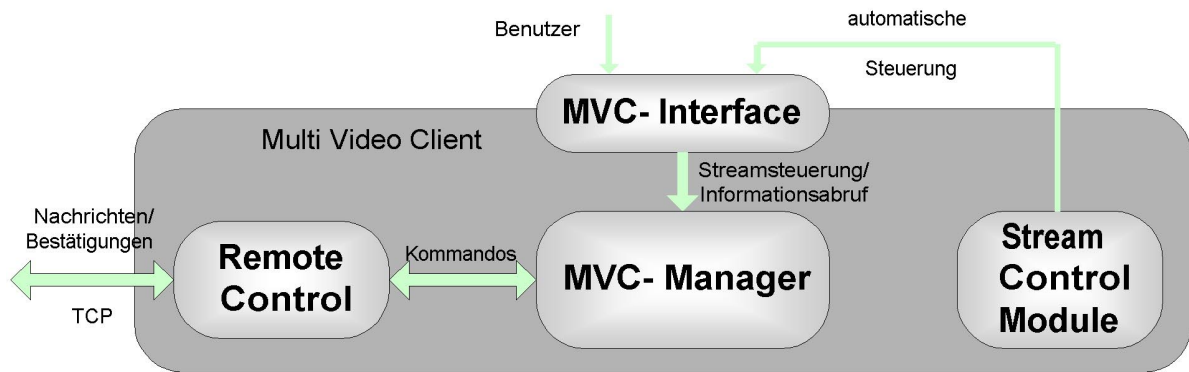 Benutzer
automatische
Steuerung
MVC- Interface
Multi Video Client
Streamsteuerung/
Informationsabruf
Nachrichten/
Bestätigungen
TCP
Remote
Control
Kommandos
MVC- Manager
Stream
Control
Module